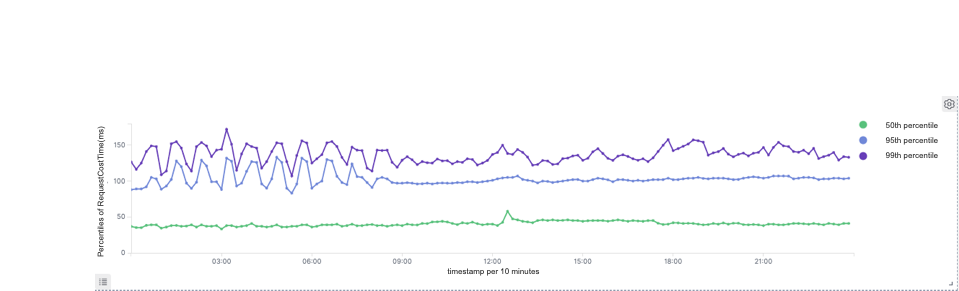 50th percentile
95th percentile
99th percentile
Percentiles of RequestCostTime(ms)
150
100
50
0
03:00
06:00
09:00
12:00
15:00
18:00
21:00
timestamp per 10 minutes